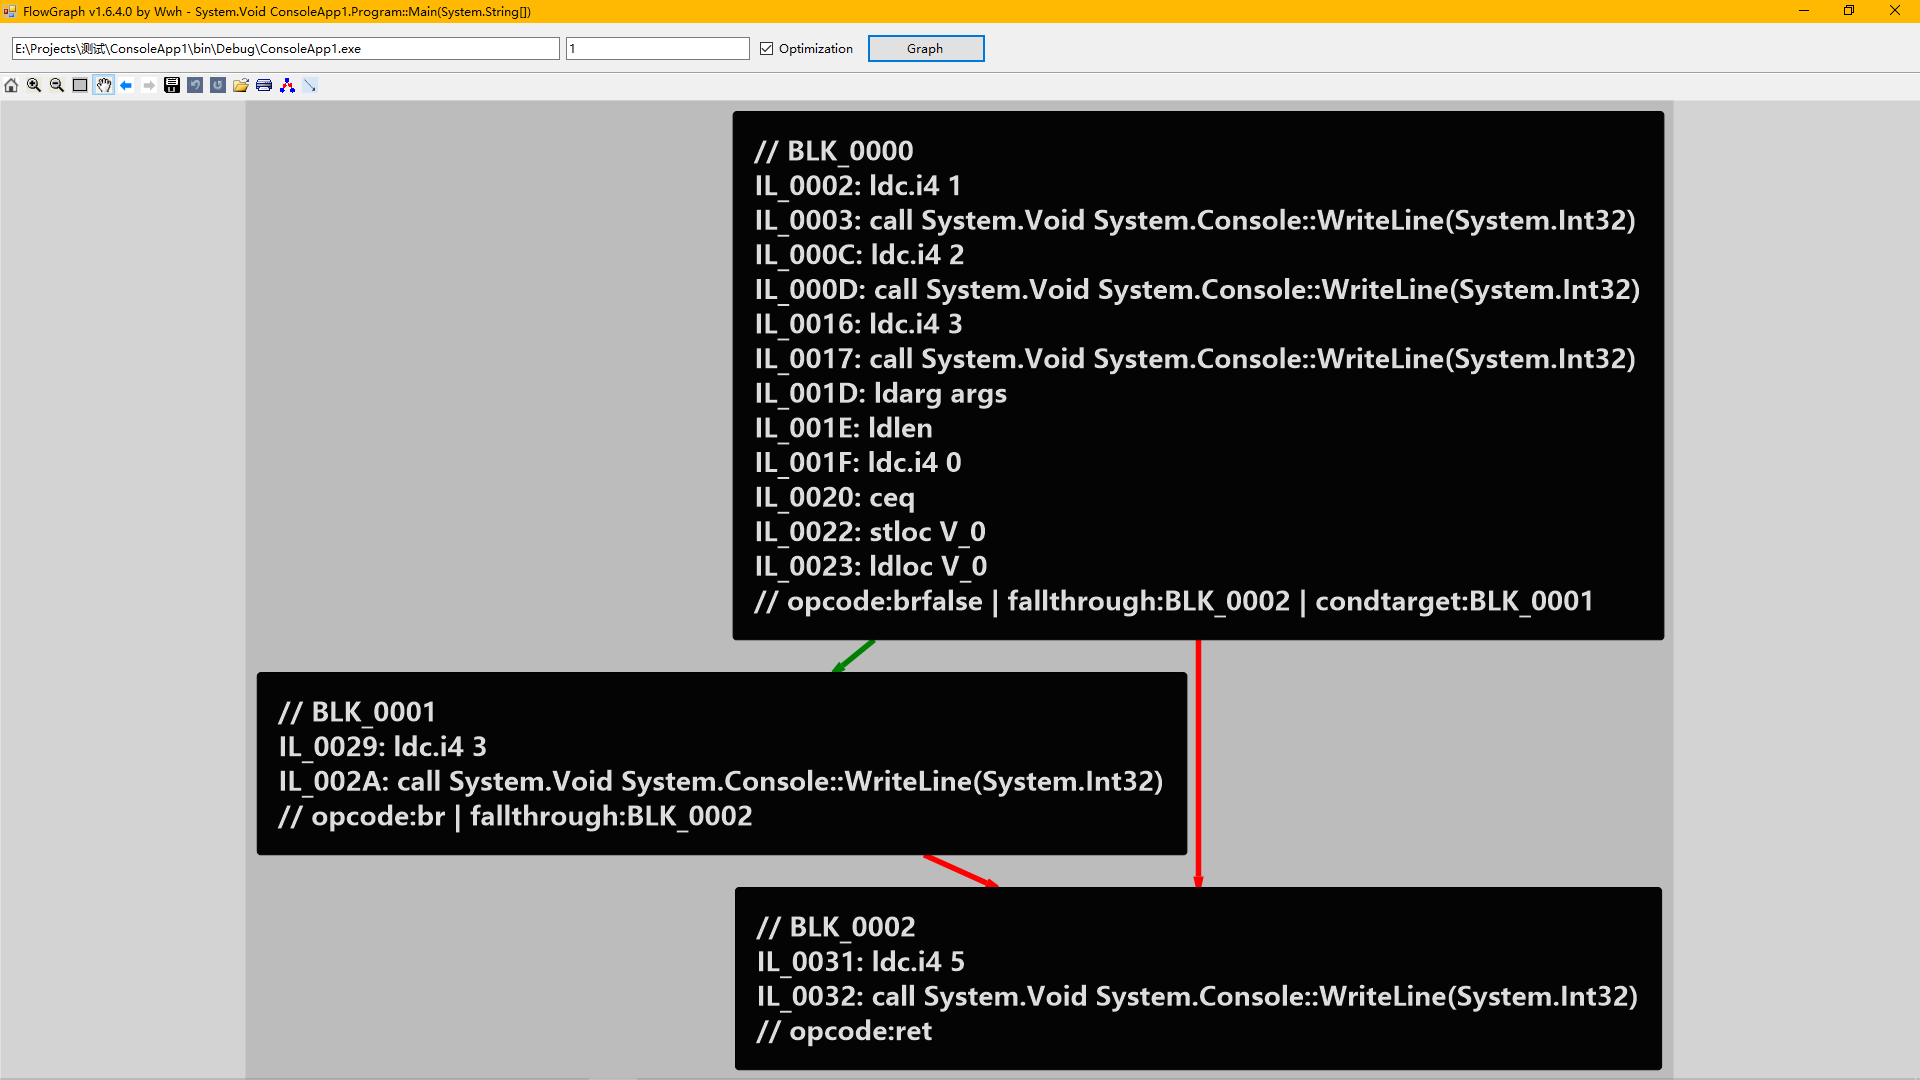 FlowGraph v1.6.4.0 by Wwh - System.Void ConsoleApp1.Program::Main(System.String[])
E:\Projects\测试\ConsoleApp1\bin\Debug\ConsoleApp1.exe
1
Optimization
Graph
// BLK_0000
IL_0002: ldc.i4 1
IL_0003: call System.Void System.Console::WriteLine(System.Int32)
IL_000C: ldc.i4 2
IL_000D: call System.Void System.Console::WriteLine(System.Int32)
IL_0016: ldc.i4 3
IL_0017: call System.Void System.Console::WriteLine(System.Int32)
IL_001D: ldarg args
IL_001E: ldlen
IL_001F: ldc.i4 0
IL_0020: ceq
IL_0022: stloc V_0
IL_0023: ldloc V_0
// opcode:brfalse | fallthrough:BLK_0002 | condtarget:BLK_0001
// BLK_0001
IL_0029: ldc.i4 3
IL_002A: call System.Void System.Console::WriteLine(System.Int32)
// opcode:br | fallthrough:BLK_0002
// BLK_0002
IL_0031: ldc.i4 5
IL_0032: call System.Void System.Console::WriteLine(System.Int32)
// opcode:ret